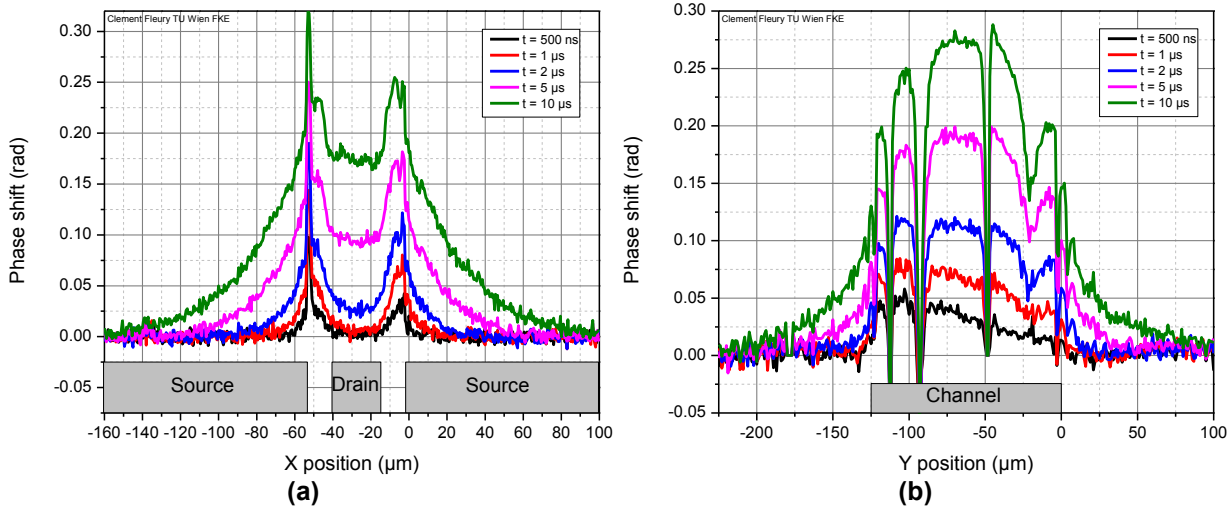 Clement Fleury TU Wien FKE
t = 500 ns
t = 1 µs
t = 2 µs
t = 5 µs
t = 10 µs
0.30
0.25
0.20
0.15
0.10
0.05
0.00
-0.05
Phase shift (rad)
Source
Drain
Source
-160 -140 -120 -100 -80 -60 -40 -20 0 20 40 60 80 100
X position (µm)
(a)
Clement Fleury TU Wien FKE
t = 500 ns
t = 1 µs
t = 2 µs
t = 5 µs
t = 10 µs
0.30
0.25
0.20
0.15
0.10
0.05
0.00
-0.05
Phase shift (rad)
Channel
-200 -150 -100 -50 0 50 100
Y position (µm)
(b)